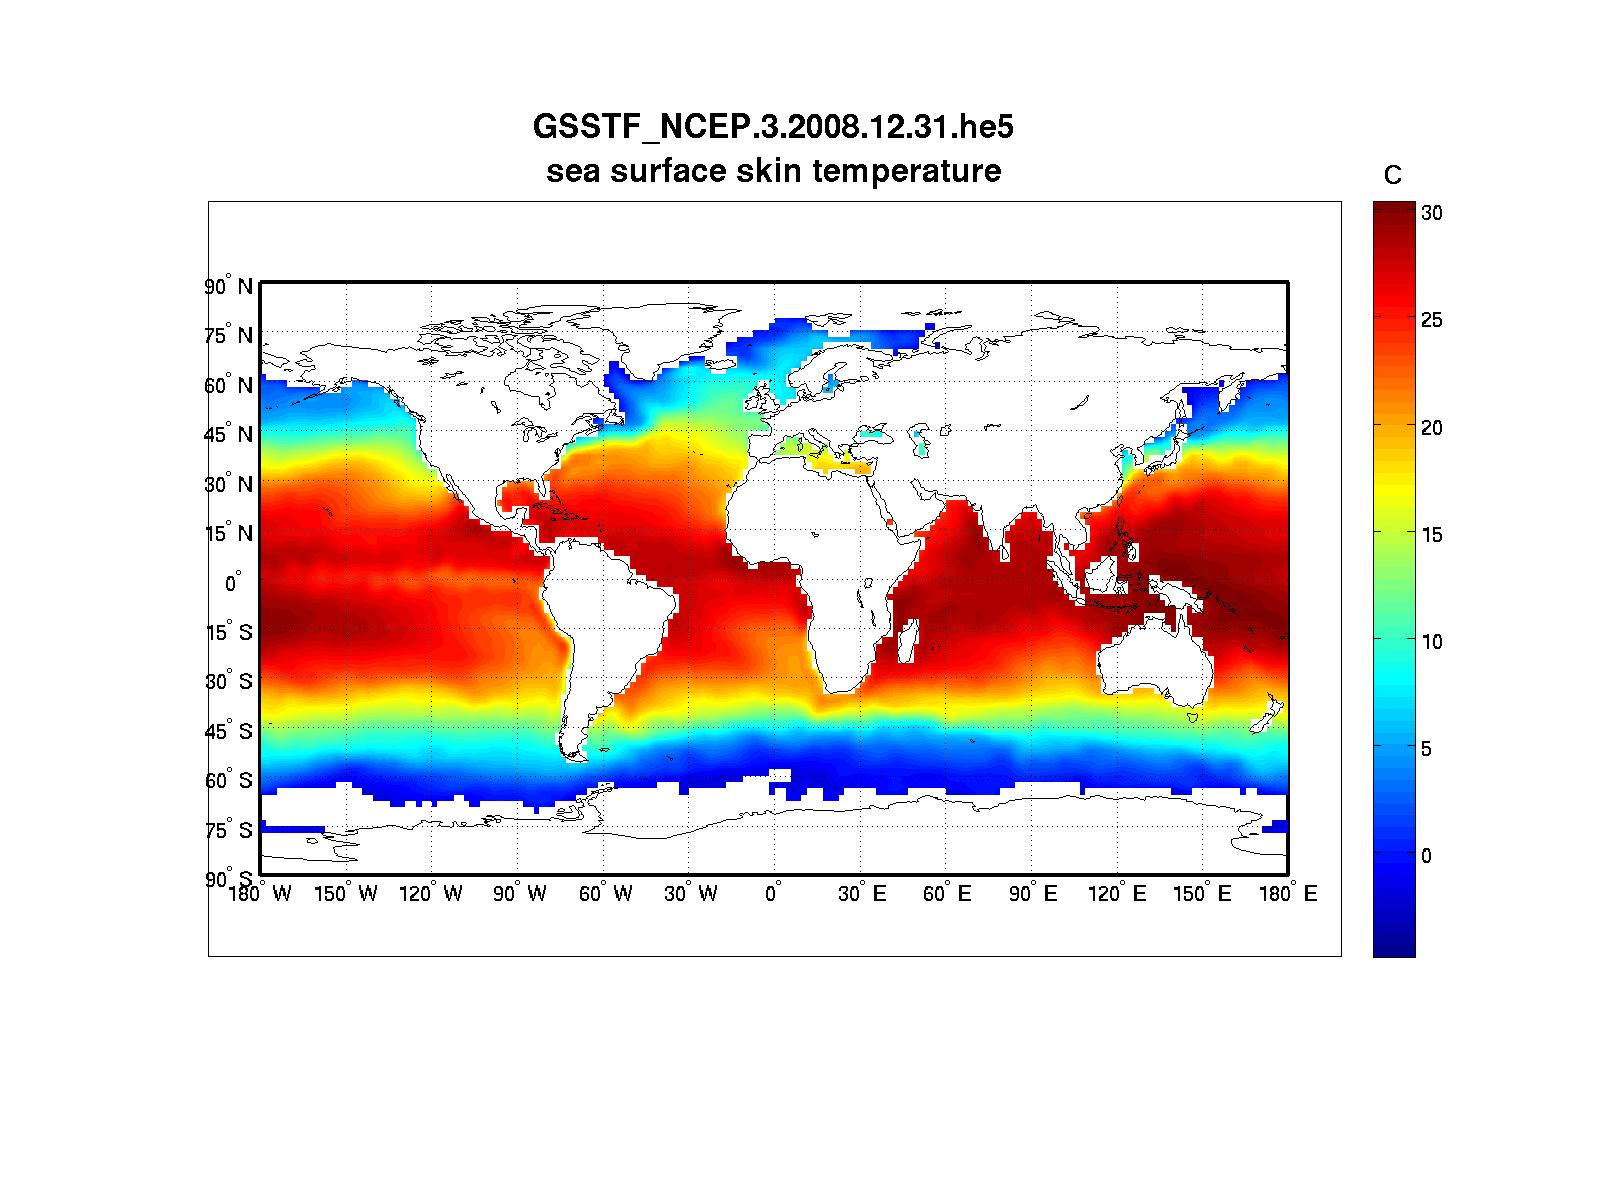 GSSTF_NCEP.3.2008.12.31.he5
sea surface skin temperature
C
30
25
20
15
10
5
0
90° N
75° N
60° N
45° N
30° N
15° N
0°
15° S
30° S
45° S
60° S
75° S
90° S
180° W 150° W 120° W 90° W 60° W 30° W 0° 30° E 60° E 90° E 120° E 150° E 180° E